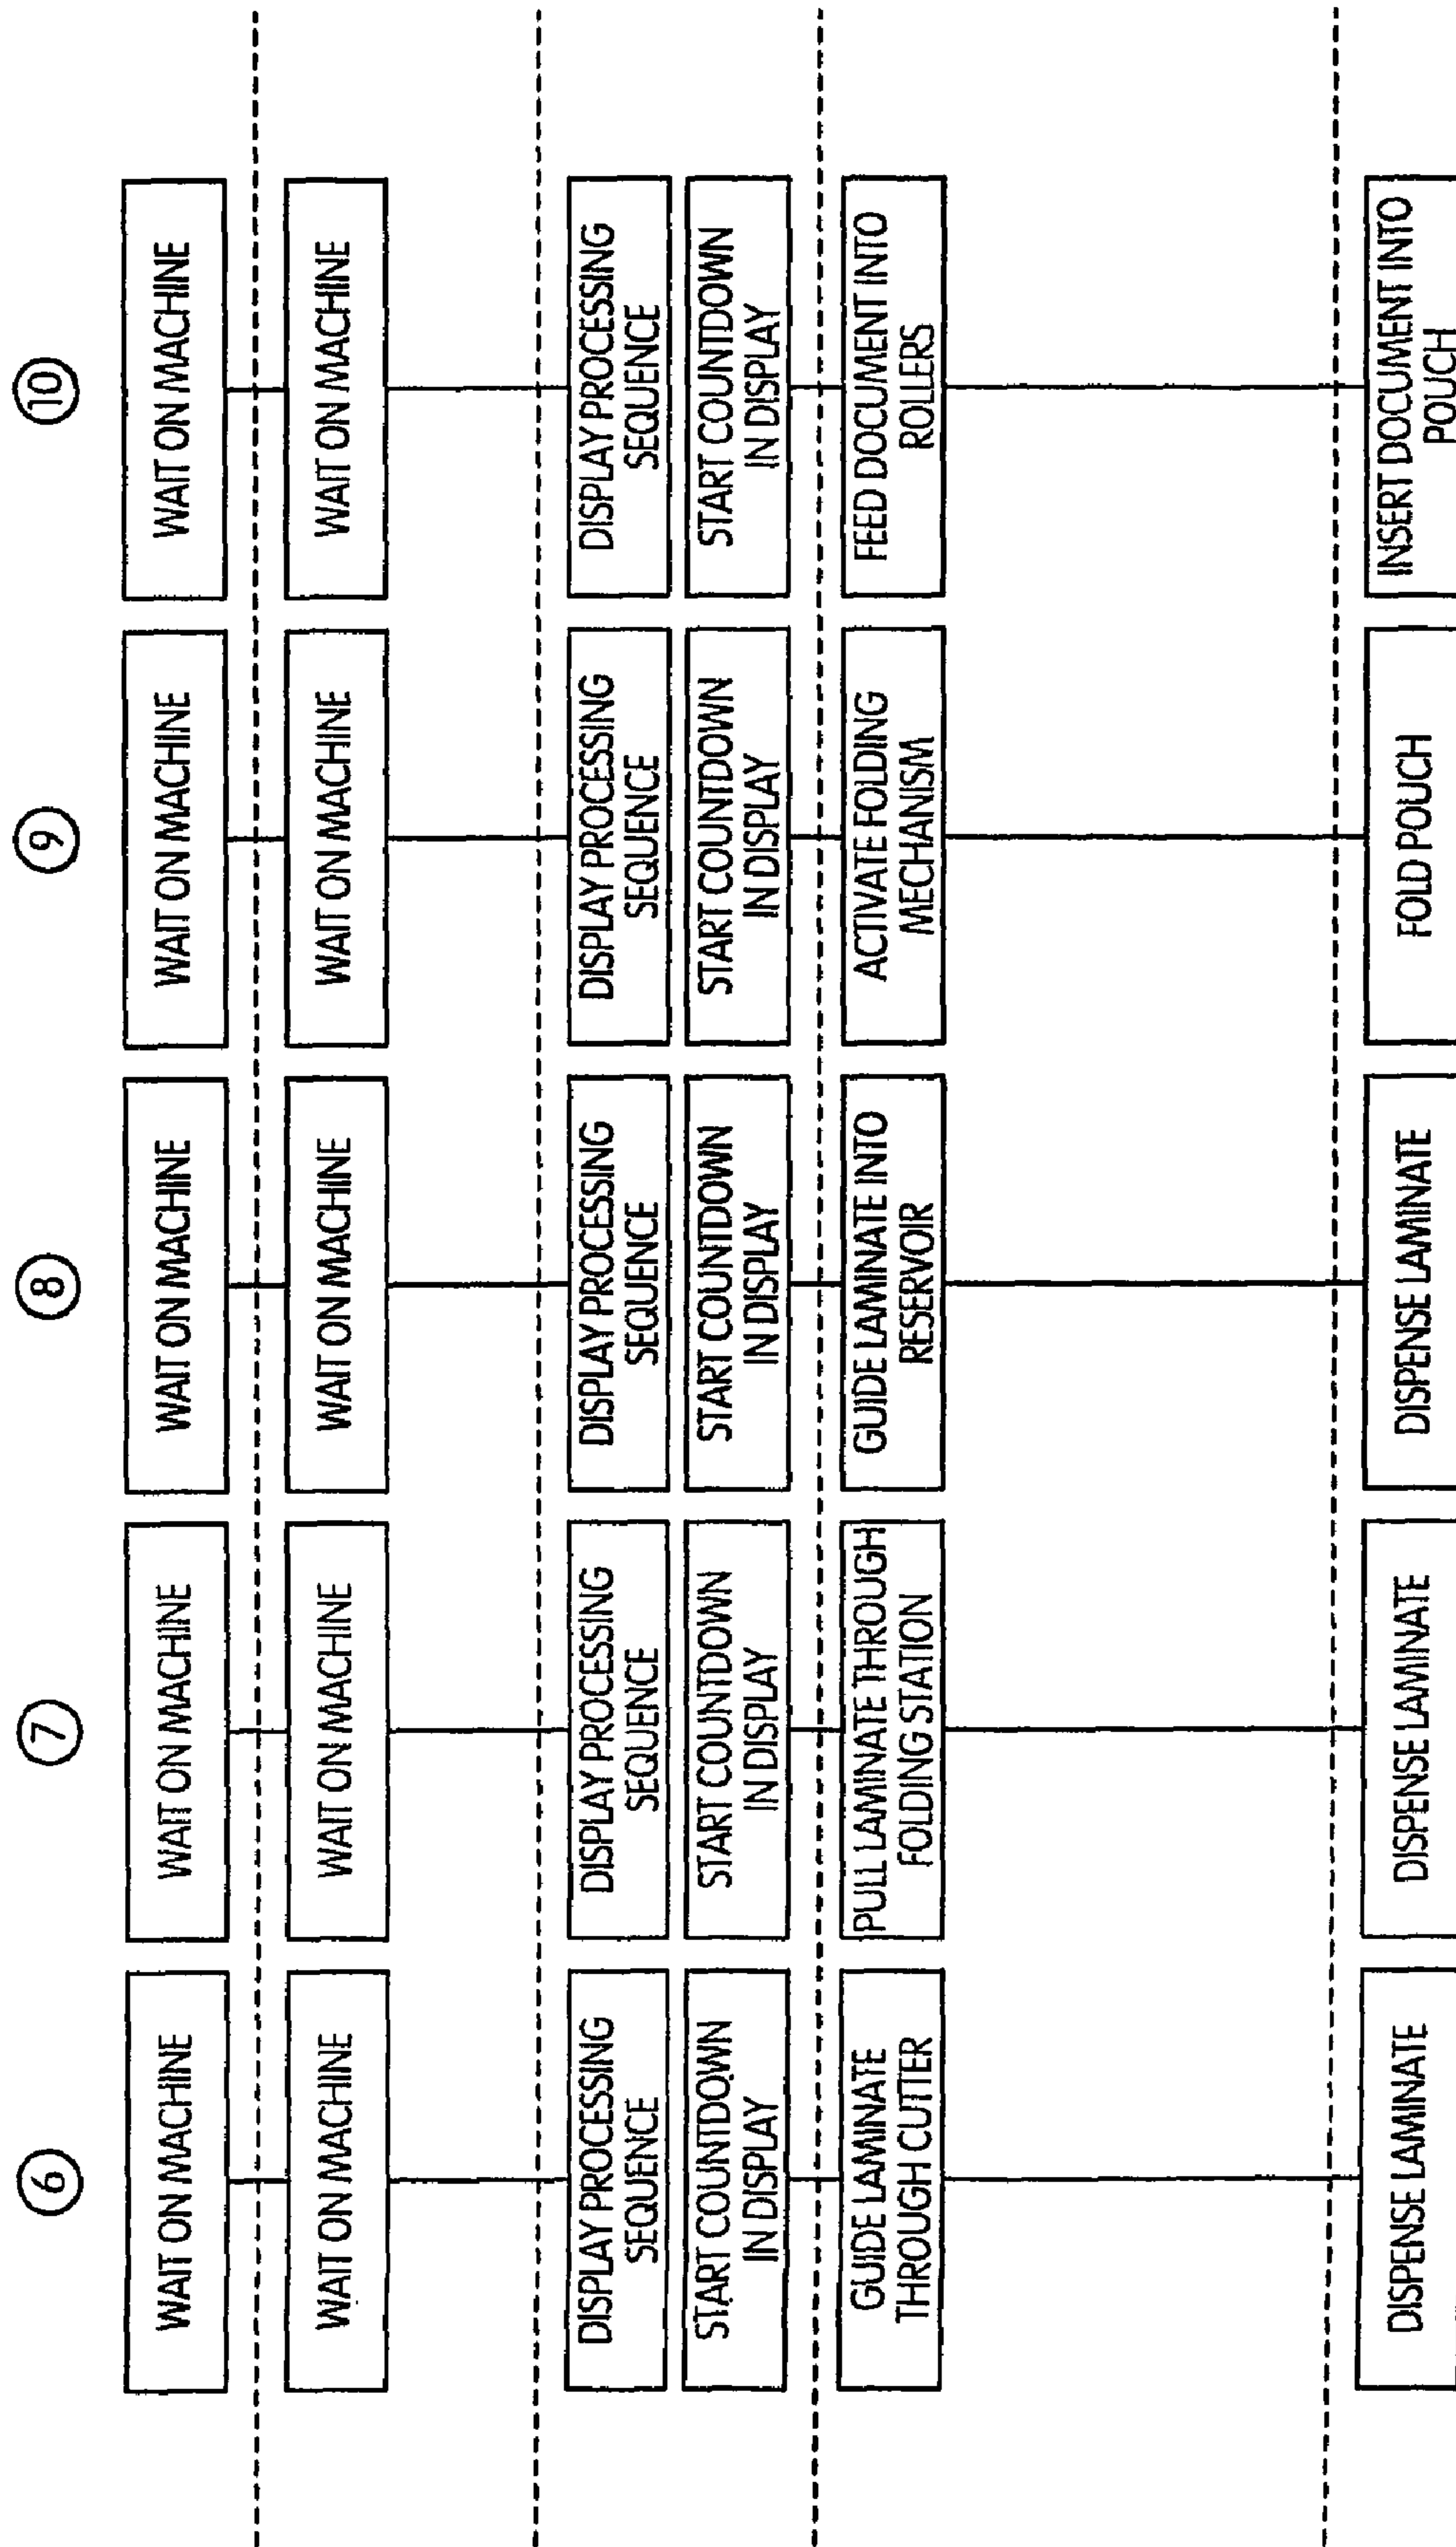 6
WAIT ON MACHINE
WAIT ON MACHINE
DISPLAY PROCESSING
SEQUENCE
START COUNTDOWN
IN DISPLAY
GUIDE LAMINATE
THROUGH CUTTER
DISPENSE LAMINATE
7
WAIT ON MACHINE
WAIT ON MACHINE
DISPLAY PROCESSING
SEQUENCE
START COUNTDOWN
IN DISPLAY
PULL LAMINATE THROUGH
FOLDING STATION
DISPENSE LAMINATE
8
WAIT ON MACHINE
WAIT ON MACHINE
DISPLAY PROCESSING
SEQUENCE
START COUNTDOWN
IN DISPLAY
GUIDE LAMINATE INTO
RESERVOIR
DISPENSE LAMINATE
9
WAIT ON MACHINE
WAIT ON MACHINE
DISPLAY PROCESSING
SEQUENCE
START COUNTDOWN
IN DISPLAY
ACTIVATE FOLDING
MECHANISM
FOLD POUCH
10
WAIT ON MACHINE
WAIT ON MACHINE
DISPLAY PROCESSING
SEQUENCE
START COUNTDOWN
IN DISPLAY
FEED DOCUMENT INTO
ROLLERS
INSERT DOCUMENT INTO
POUCH